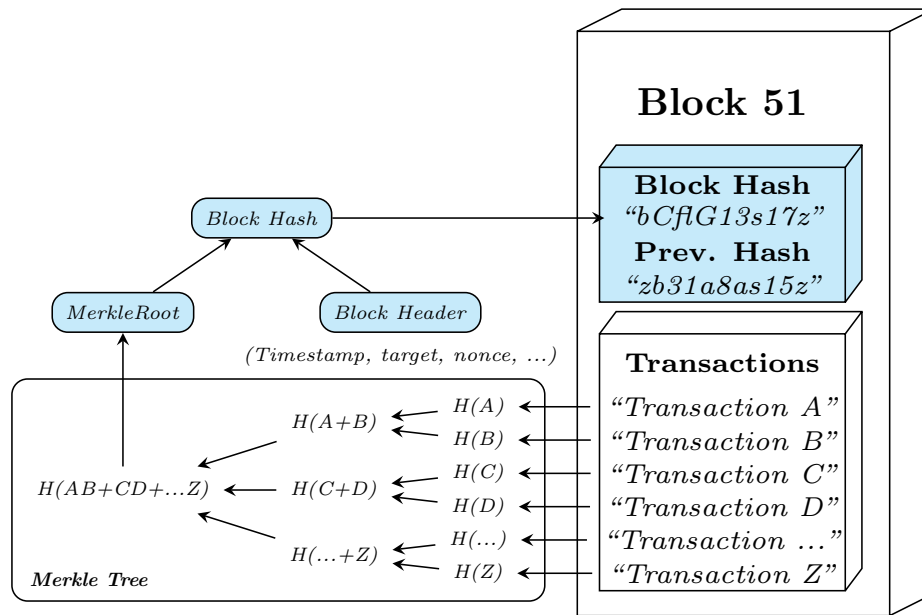 Block 51
Block Hash
“bCflG13s17z”
Prev. Hash
“zb31a8as15z”
Block Hash
MerkleRoot
Block Header
(Timestamp, target, nonce, ...)
Transactions
“Transaction A”
“Transaction B”
“Transaction C”
“Transaction D”
“Transaction ...”
“Transaction Z”
H(A)
H(B)
H(C)
H(D)
H(...)
H(Z)
H(A+B)
H(C+D)
H(...+Z)
H(AB+CD+...Z)
Merkle Tree